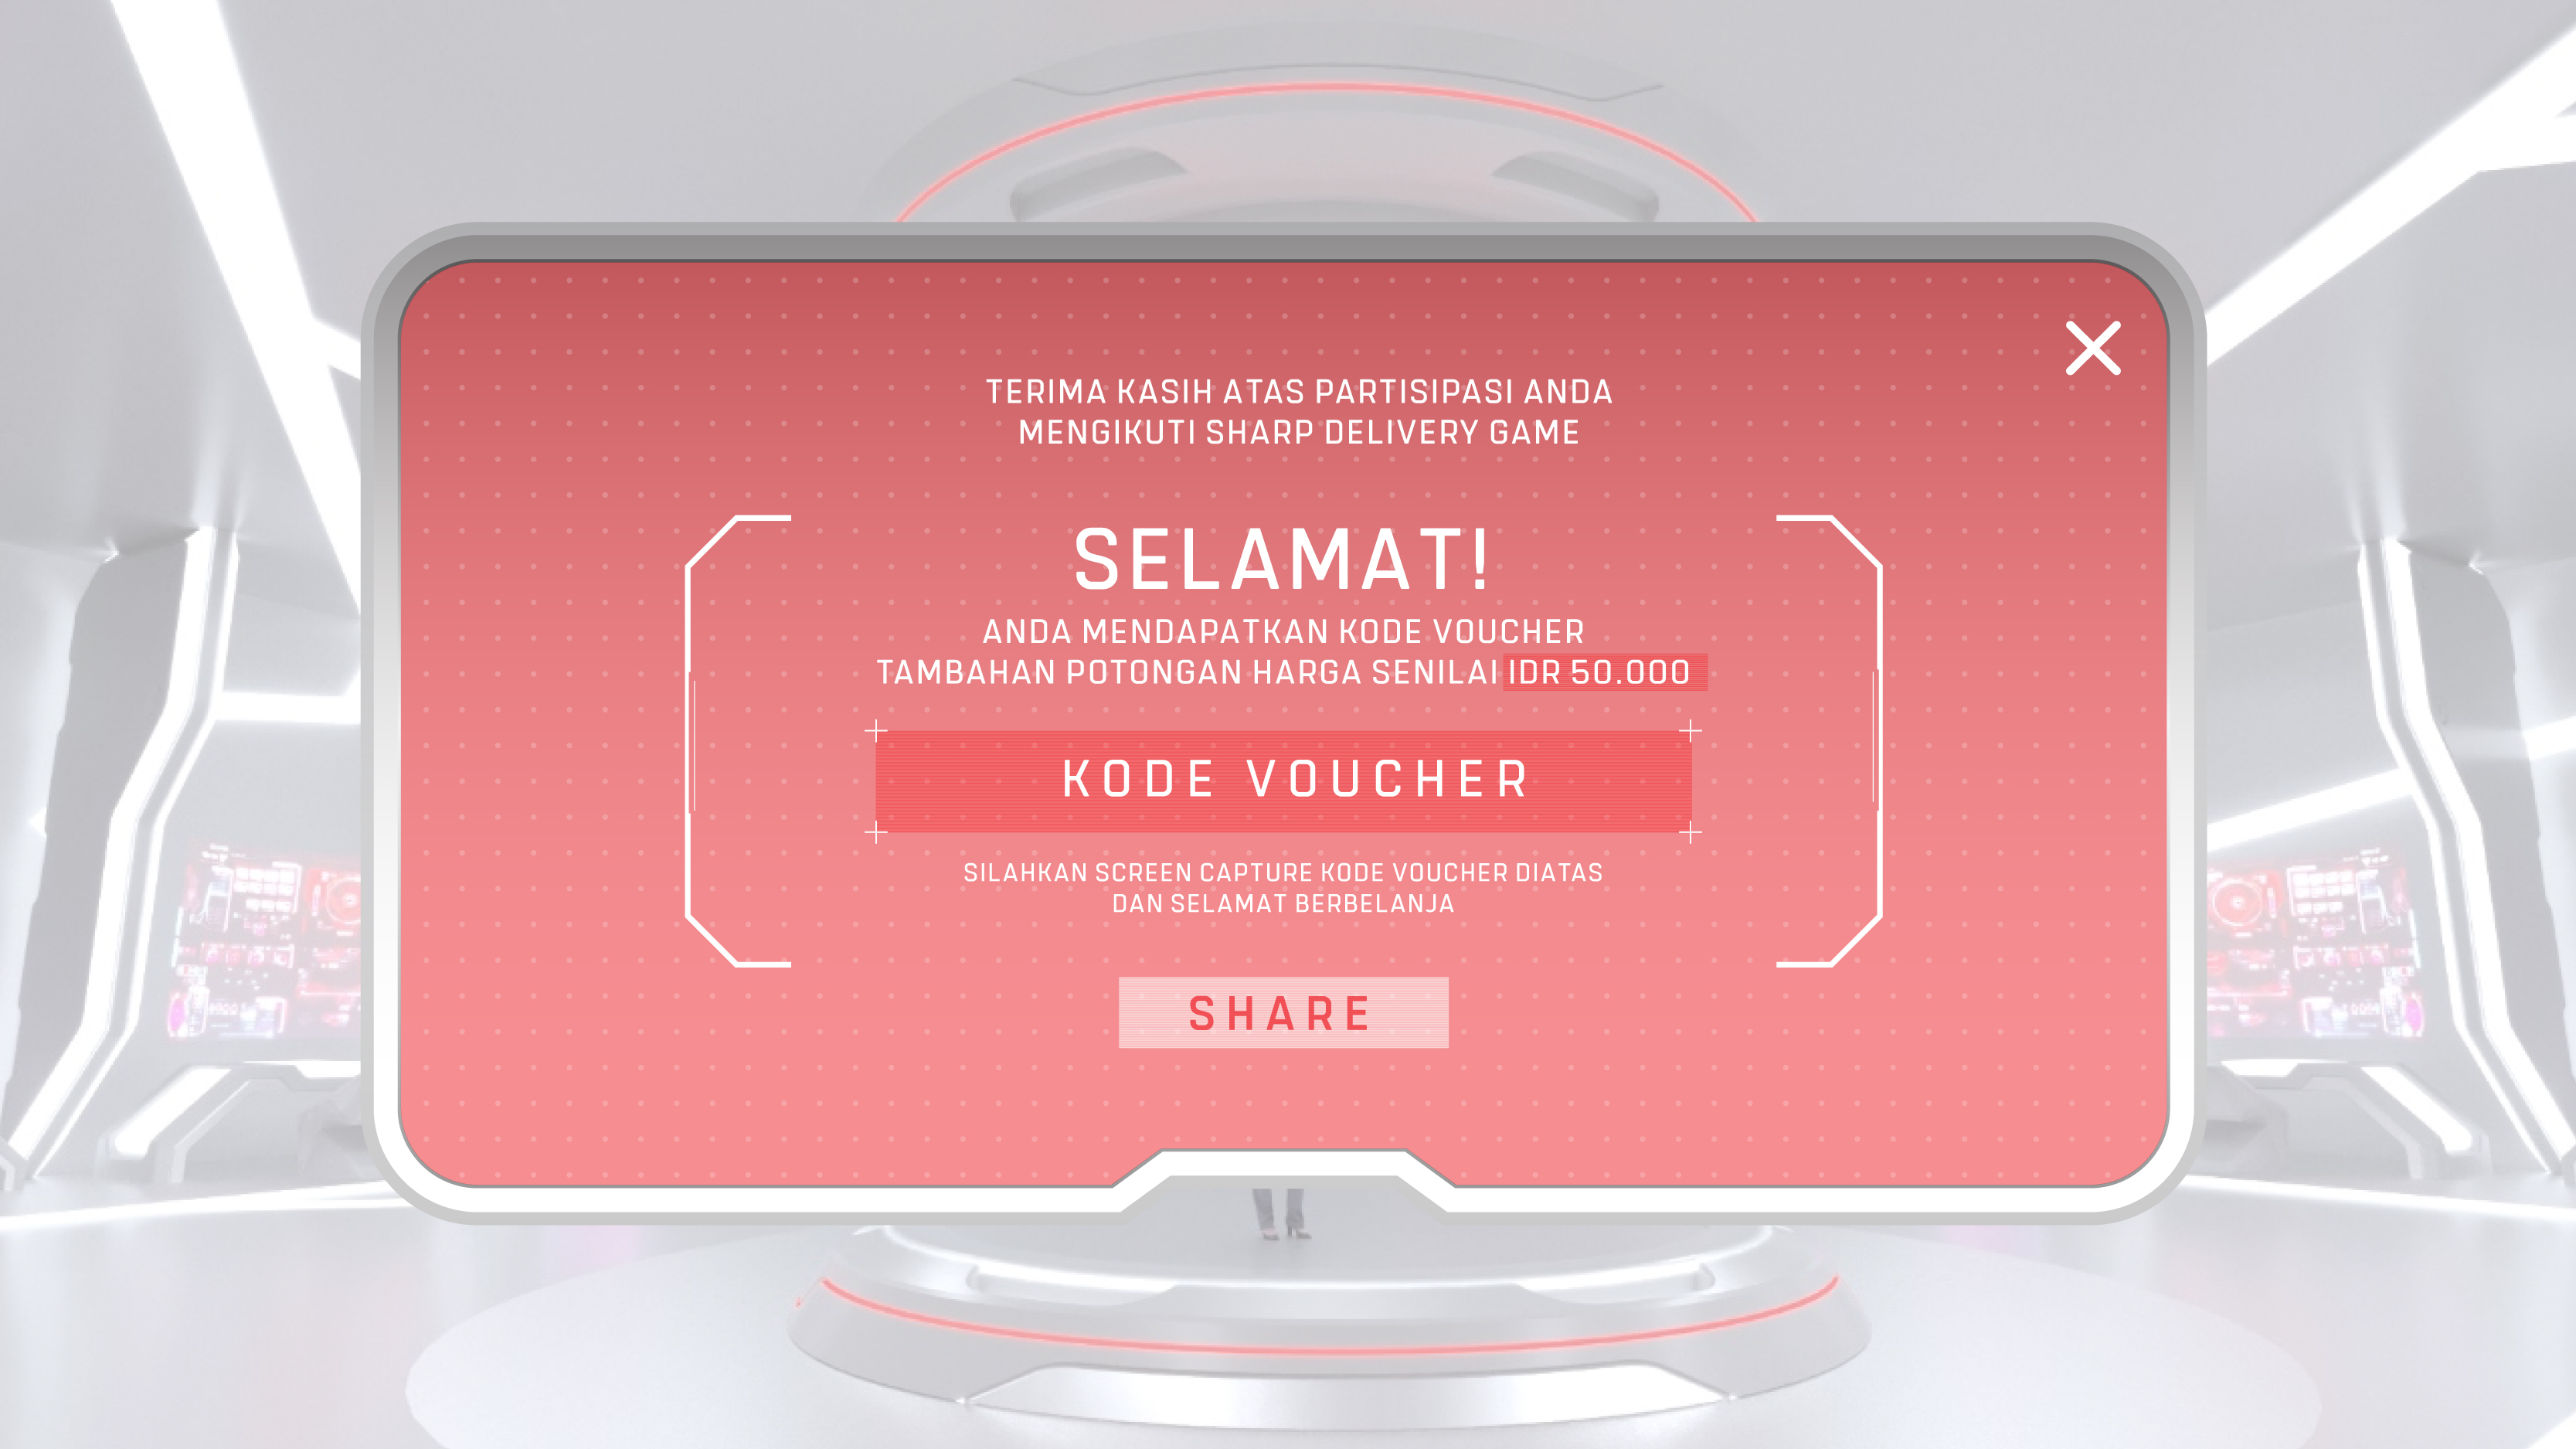 TERIMA KASIH ATAS PARTISIPASI ANDA
MENGIKUTI SHARP DELIVERY GAME
SELAMAT!
ANDA MENDAPATKAN KODE VOUCHER
TAMBAHAN POTONGAN HARGA SENILAI IDR 50.000
KODE VOUCHER
SILAHKAN SCREEN CAPTURE KODE VOUCHER DIATAS
DAN SELAMAT BERBELANJA
SHARE